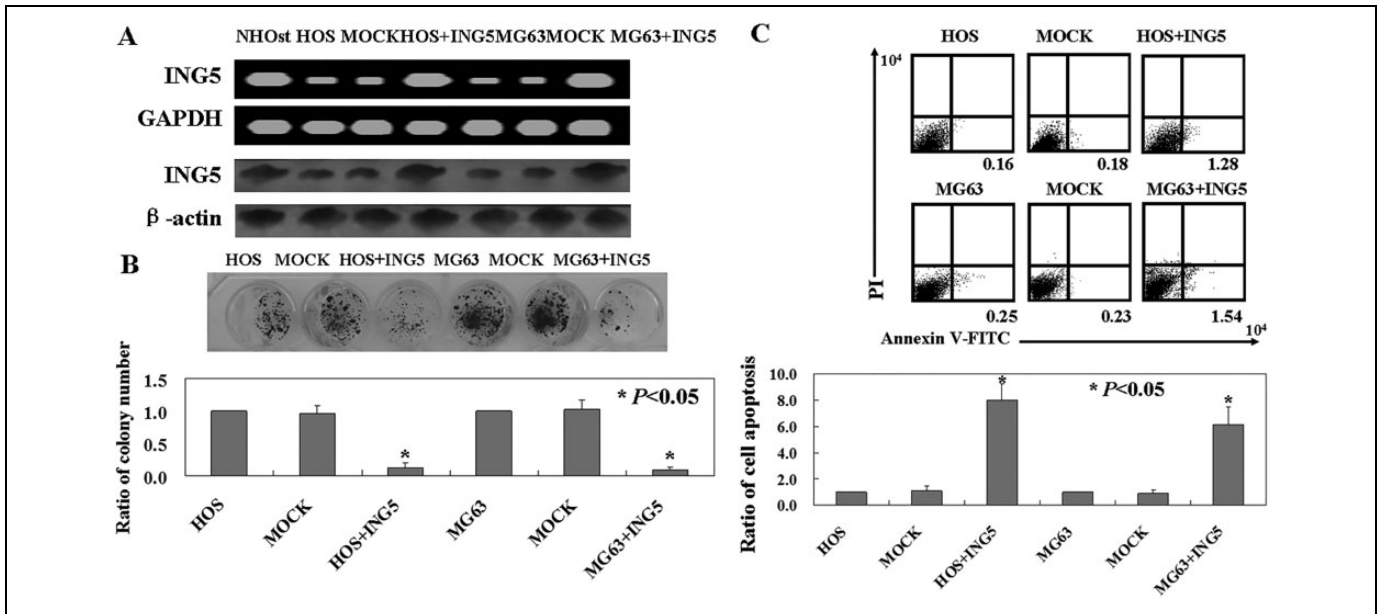 A
NHOst HOS MOCKHOS+ING5MG63MOCK MG63+ING5
ING5
GAPDH
ING5
β-actin
B
HOS MOCK HOS+ING5 MG63 MOCK MG63+ING5
Ratio of colony number
1.5
1.0
0.5
0.0
* P<0.05
*
*
HOS
MOCK
HOS+ING5
MG63
MOCK
MG63+ING5
C
HOS MOCK HOS+ING5
10⁴
0.16 0.18 1.28
MG63 MOCK MG63+ING5
PI
0.25 0.23 1.54
Annexin V-FITC 10⁴
Ratio of cell apoptosis
10.0
8.0
6.0
4.0
2.0
0.0
* P<0.05
*
*
HOS
MOCK
HOS+ING5
MG63
MOCK
MG63+ING5